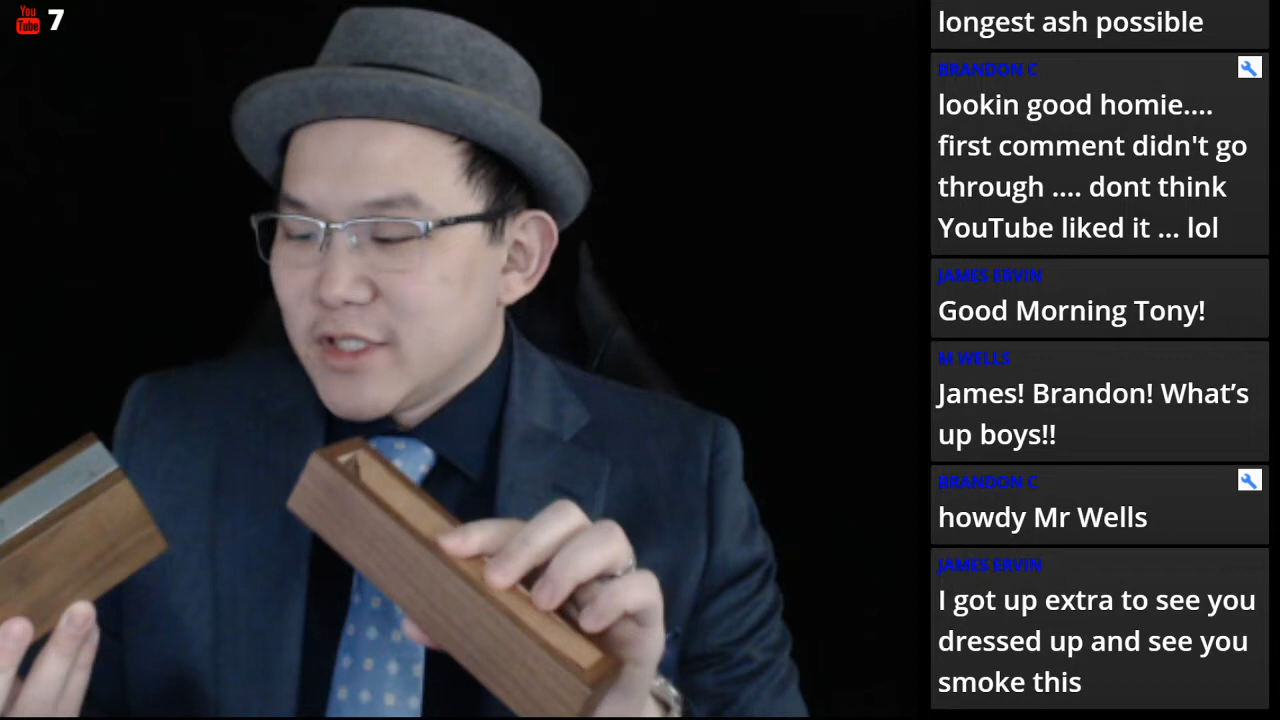 You
Tube 7
longest ash possible
BRANDON C
lookin good homie....
first comment didn't go
through .... dont think
YouTube liked it ... lol
JAMES ERVIN
Good Morning Tony!
M WELLS
James! Brandon! What’s
up boys!!
BRANDON C
howdy Mr Wells
JAMES ERVIN
I got up extra to see you
dressed up and see you
smoke this